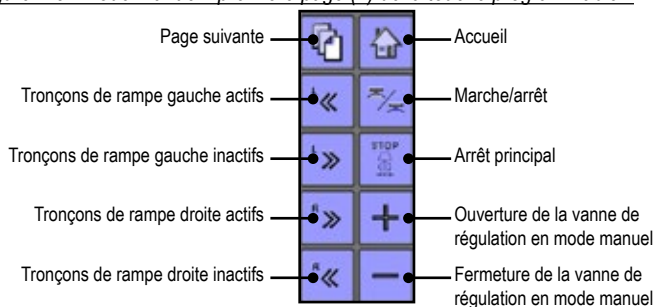 Page suivante
Accueil
Tronçons de rampe gauche actifs
Marche/arrêt
Tronçons de rampe gauche inactifs
STOP
Arrêt principal
Tronçons de rampe droite actifs
Ouverture de la vanne de
régulation en mode manuel
Tronçons de rampe droite inactifs
Fermeture de la vanne de
régulation en mode manuel